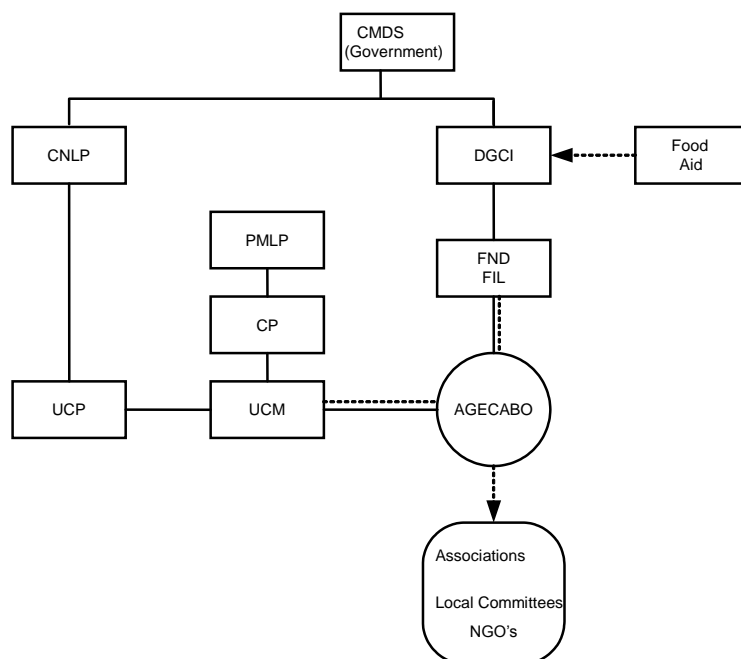 CMDS
(Government)
CNLP
DGCI
Food
Aid
PMLP
FND
FIL
CP
UCP
UCM
AGECABO
Associations
Local Committees
NGO's